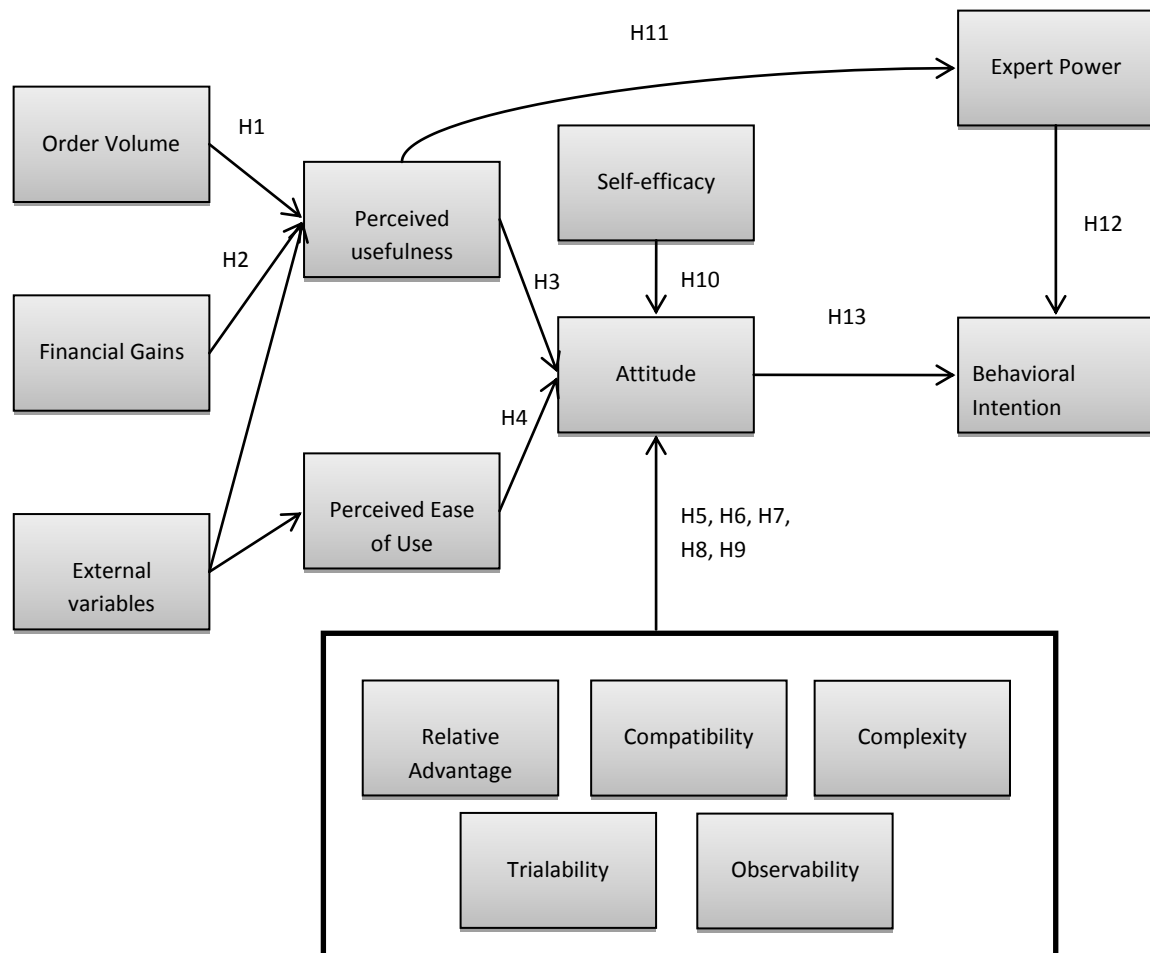 H11
Expert Power
Order Volume
H1
Self-efficacy
Perceived
usefulness
H12
H2
H3
H10
H13
Financial Gains
Attitude
Behavioral
Intention
H4
Perceived Ease
of Use
H5, H6, H7,
H8, H9
External
variables
Relative
Advantage
Compatibility
Complexity
Trialability
Observability